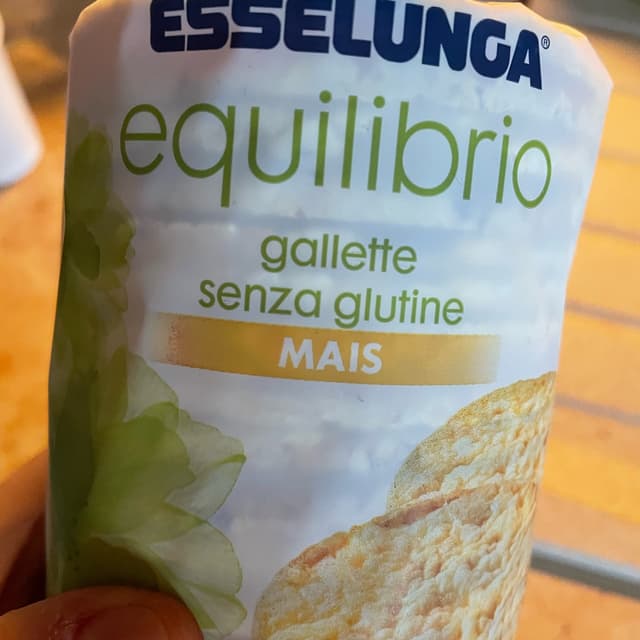 ESSELUNGA®
equilibrio
gallette
senza glutine
MAIS